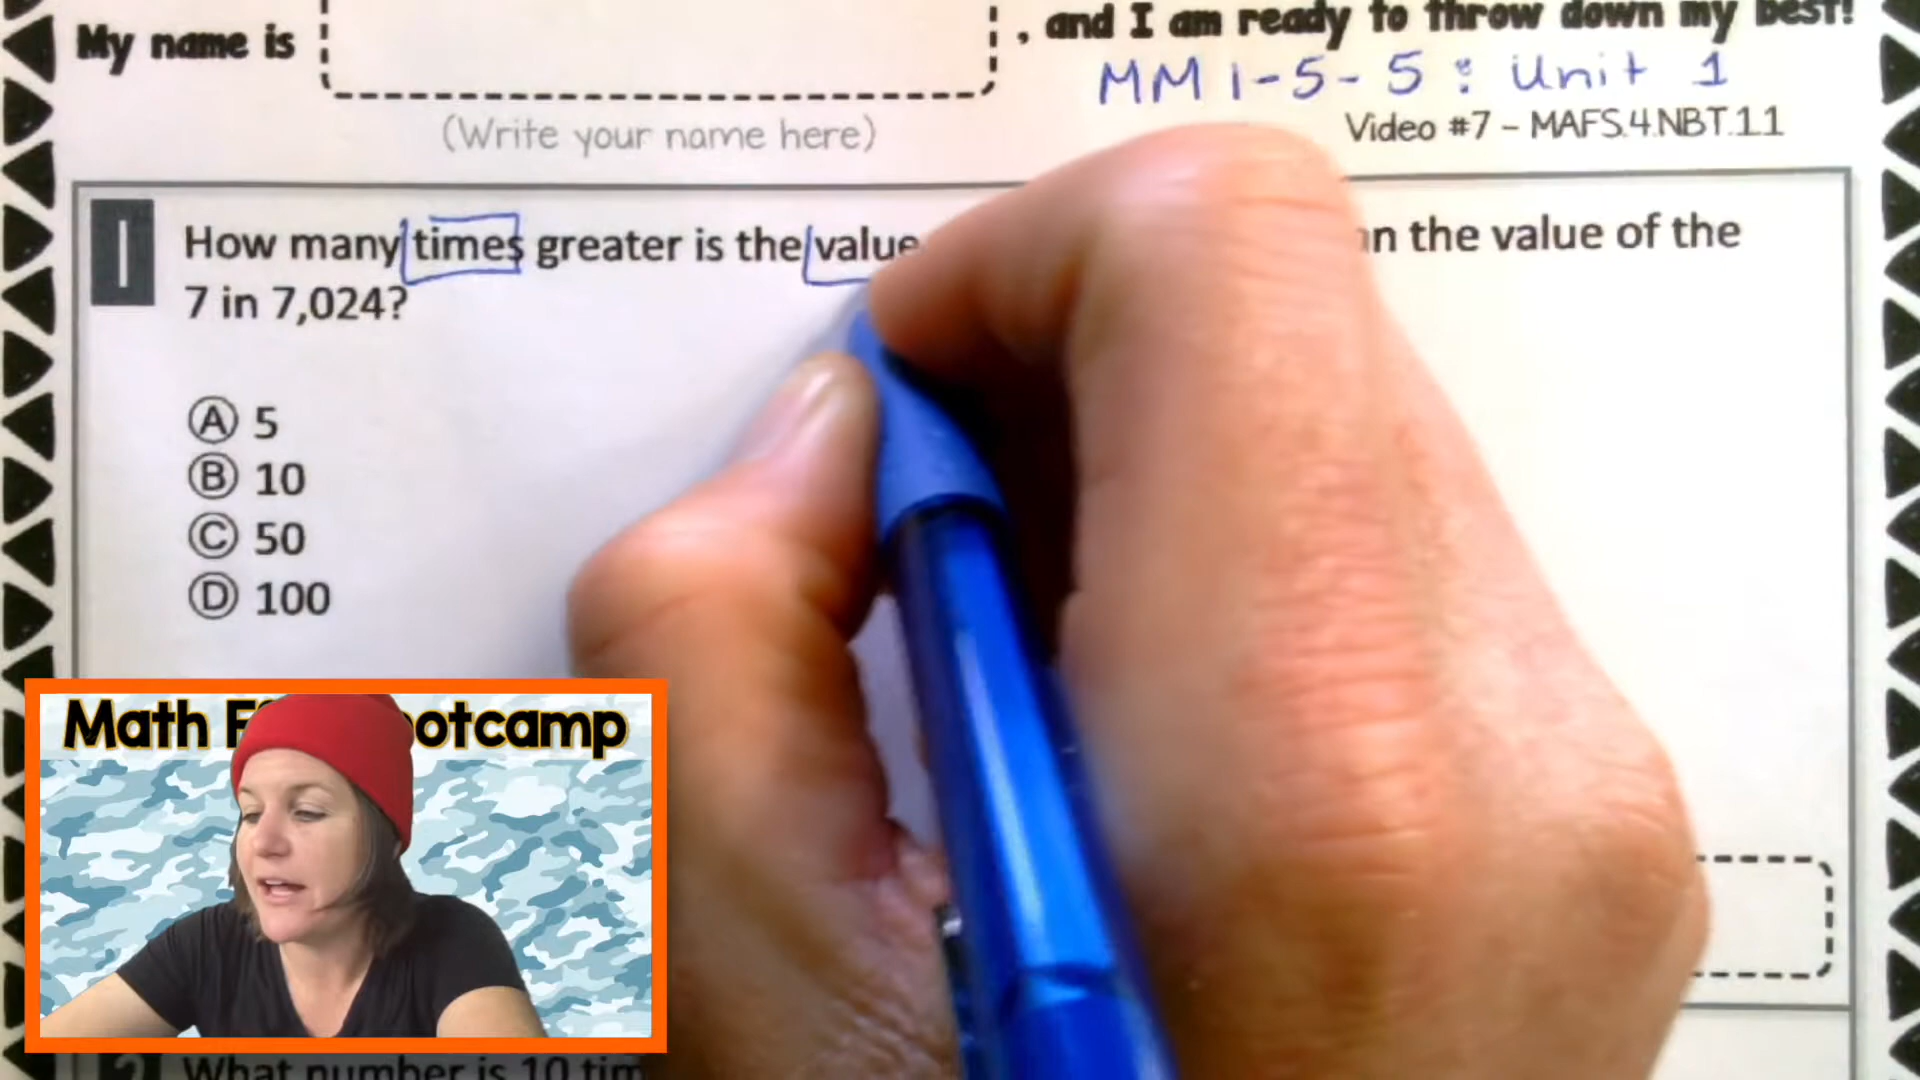 My name is , and I am ready to throw down my best!
MM 1-5-5: Unit 1
(Write your name here)
Video #7 – MAFS.4.NBT.1.1
1 How many times greater is the value the value of the
7 in 7,024?
A 5
B 10
C 50
D 100
Math
2 What number is 10